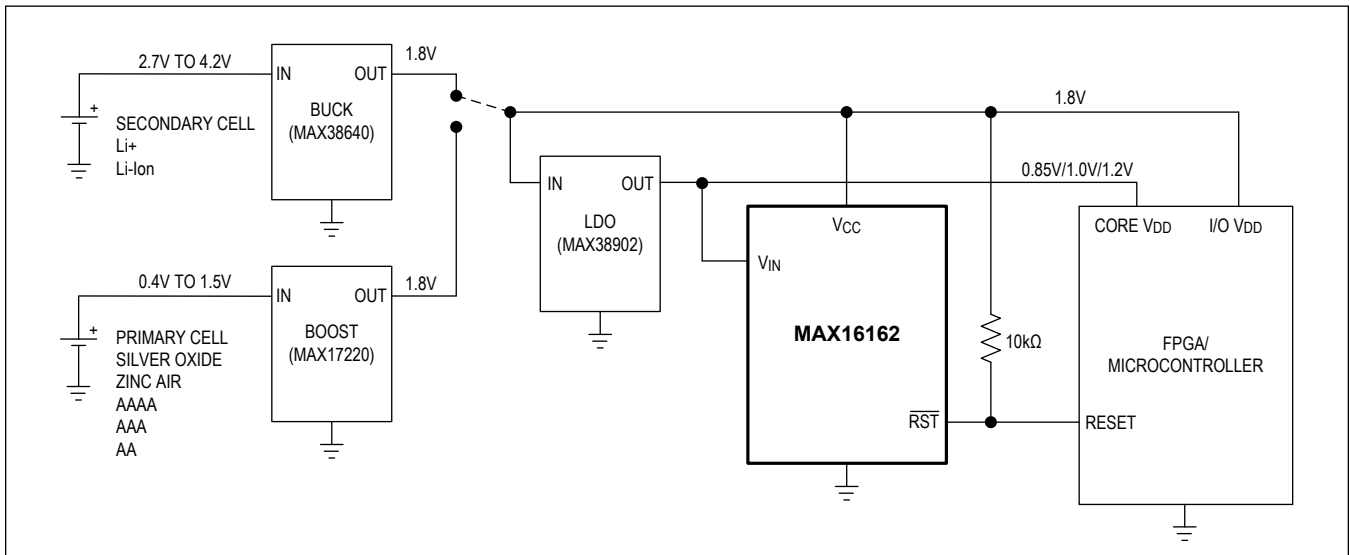 2.7V TO 4.2V
IN
OUT
1.8V
BUCK
(MAX38640)
+
SECONDARY CELL
Li+
Li-Ion
0.4V TO 1.5V
IN
OUT
1.8V
BOOST
(MAX17220)
+
PRIMARY CELL
SILVER OXIDE
ZINC AIR
AAAA
AAA
AA
IN
OUT
LDO
(MAX38902)
1.8V
0.85V/1.0V/1.2V
VCC
VIN
MAX16162
RST
10kΩ
CORE VDD
I/O VDD
FPGA/
MICROCONTROLLER
RESET